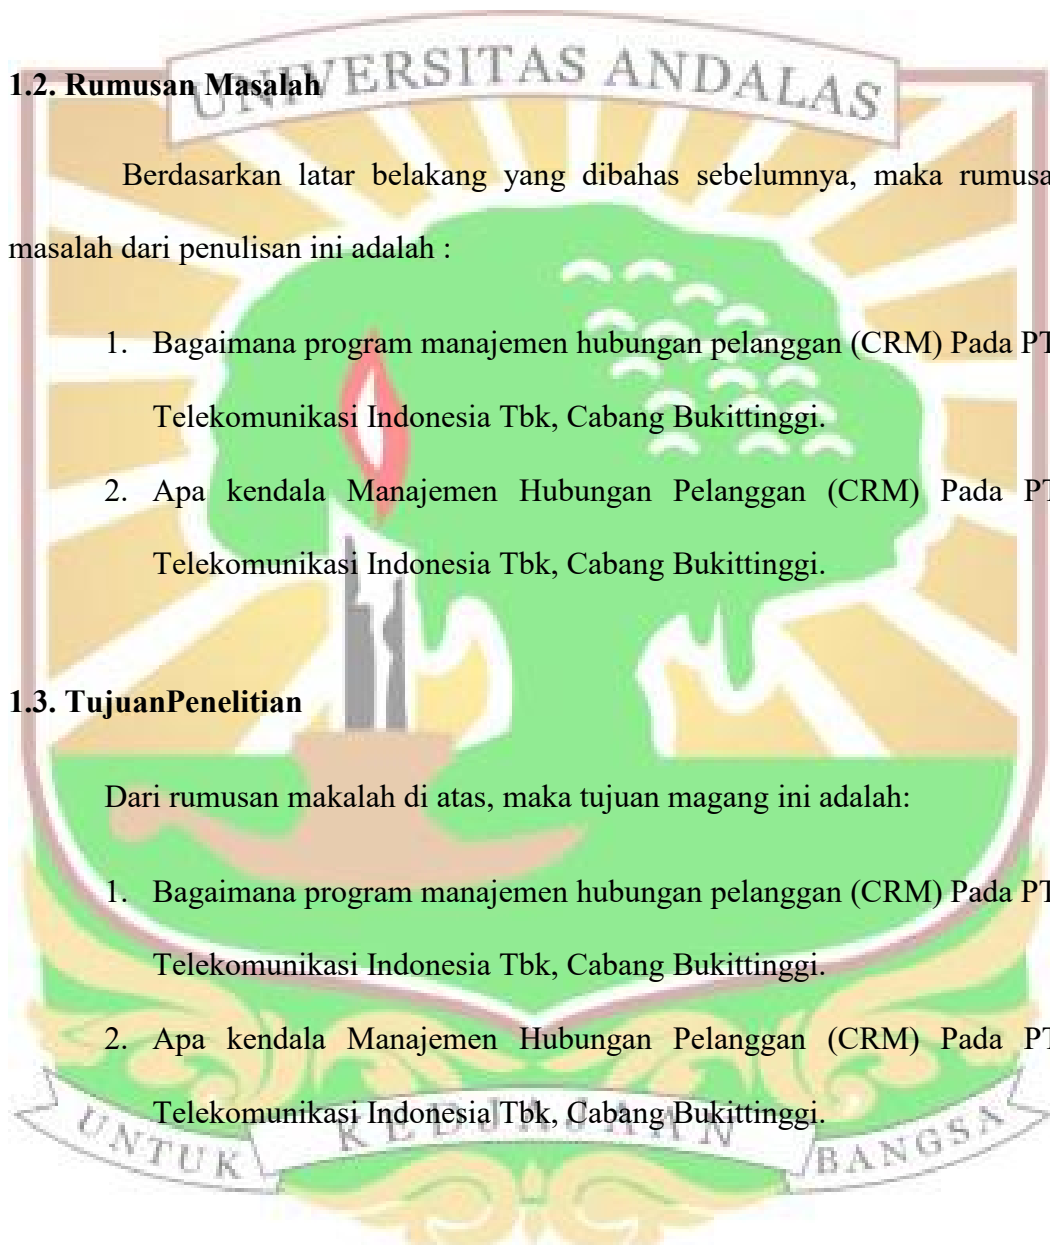 UNIVERSITAS ANDALAS
1.2. Rumusan Masalah
Berdasarkan latar belakang yang dibahas sebelumnya, maka rumusa
masalah dari penulisan ini adalah :
1. Bagaimana program manajemen hubungan pelanggan (CRM) Pada PT
Telekomunikasi Indonesia Tbk, Cabang Bukittinggi.
2. Apa kendala Manajemen Hubungan Pelanggan (CRM) Pada PT
Telekomunikasi Indonesia Tbk, Cabang Bukittinggi.
1.3. TujuanPenelitian
Dari rumusan makalah di atas, maka tujuan magang ini adalah:
1. Bagaimana program manajemen hubungan pelanggan (CRM) Pada PT
Telekomunikasi Indonesia Tbk, Cabang Bukittinggi.
2. Apa kendala Manajemen Hubungan Pelanggan (CRM) Pada PT
Telekomunikasi Indonesia Tbk, Cabang Bukittinggi.
UNTUK KEDJAJAAN BANGSA